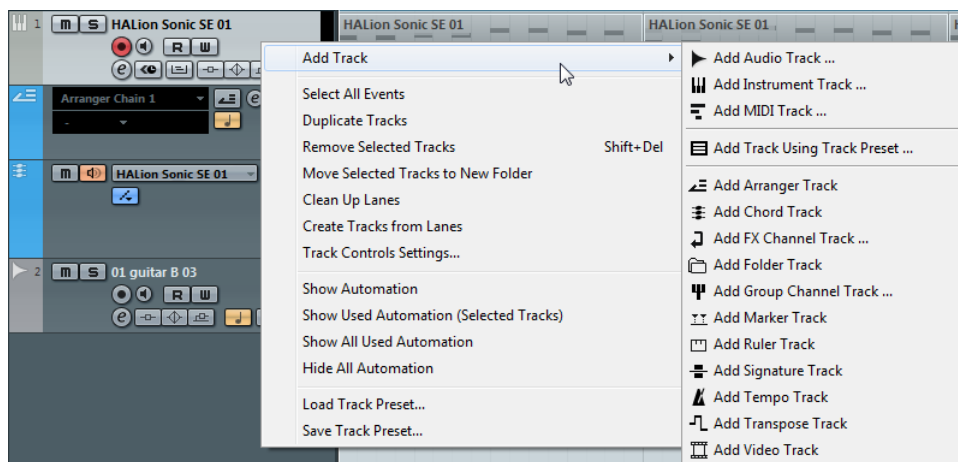 1 m S HALion Sonic SE 01
HALion Sonic SE 01
HALion Sonic SE 01
R W
e
Arranger Chain 1
e
-
m HALion Sonic SE 01
2 m S 01 guitar B 03
R W
e
Add Track
Select All Events
Duplicate Tracks
Remove Selected Tracks Shift+Del
Move Selected Tracks to New Folder
Clean Up Lanes
Create Tracks from Lanes
Track Controls Settings...
Show Automation
Show Used Automation (Selected Tracks)
Show All Used Automation
Hide All Automation
Load Track Preset...
Save Track Preset...
Add Audio Track ...
Add Instrument Track ...
Add MIDI Track ...
Add Track Using Track Preset ...
Add Arranger Track
Add Chord Track
Add FX Channel Track ...
Add Folder Track
Add Group Channel Track ...
Add Marker Track
Add Ruler Track
Add Signature Track
Add Tempo Track
Add Transpose Track
Add Video Track